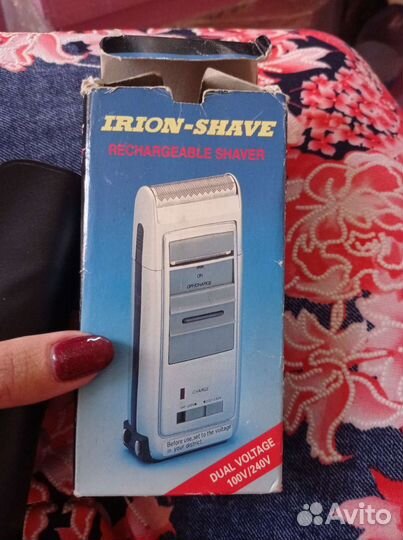 IRION-SHAVE
RECHARGEABLE SHAVER
ON
OFF/CHARGE
CHARGE
Before use, set to the voltage
in your district.
DUAL VOLTAGE
100V/240V
Avito